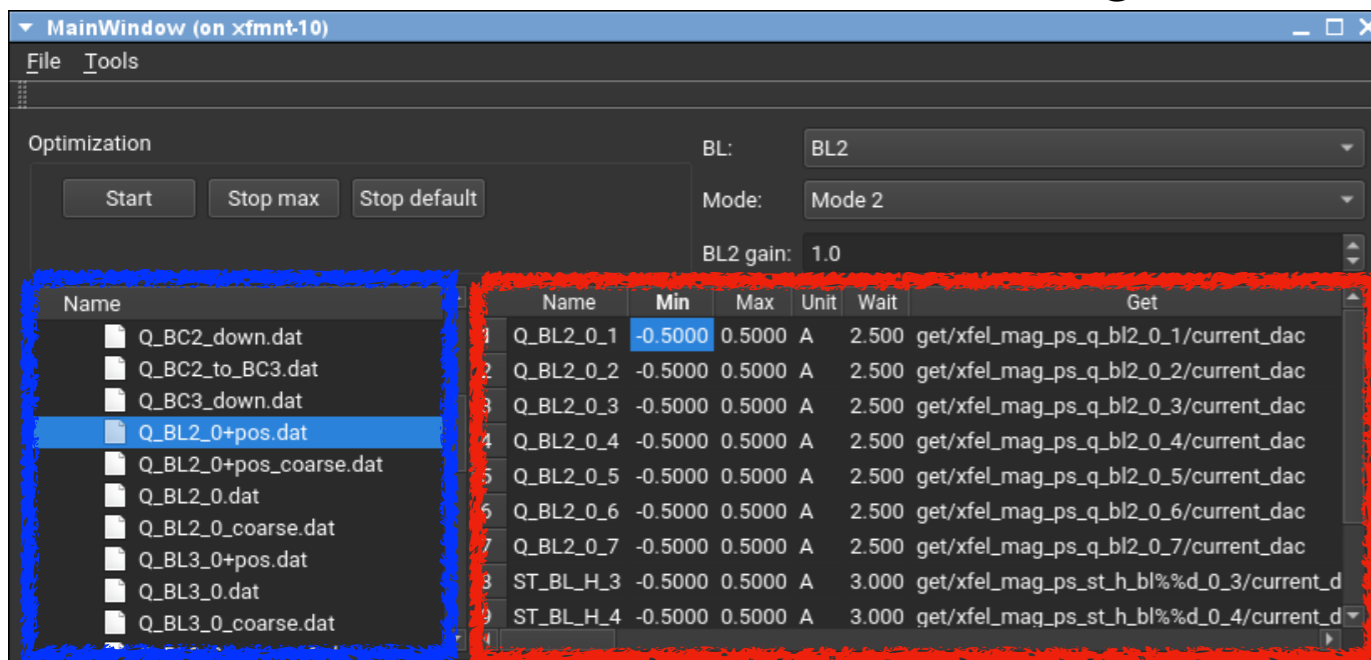 MainWindow (on xfmnt-10)
File Tools
Optimization
BL: BL2
Start Stop max Stop default
Mode: Mode 2
BL2 gain: 1.0
Name
Q_BC2_down.dat
Q_BC2_to_BC3.dat
Q_BC3_down.dat
Q_BL2_0+pos.dat
Q_BL2_0+pos_coarse.dat
Q_BL2_0.dat
Q_BL2_0_coarse.dat
Q_BL3_0+pos.dat
Q_BL3_0.dat
Q_BL3_0_coarse.dat
Name Min Max Unit Wait Get
1 Q_BL2_0_1 -0.5000 0.5000 A 2.500 get/xfel_mag_ps_q_bl2_0_1/current_dac
2 Q_BL2_0_2 -0.5000 0.5000 A 2.500 get/xfel_mag_ps_q_bl2_0_2/current_dac
3 Q_BL2_0_3 -0.5000 0.5000 A 2.500 get/xfel_mag_ps_q_bl2_0_3/current_dac
4 Q_BL2_0_4 -0.5000 0.5000 A 2.500 get/xfel_mag_ps_q_bl2_0_4/current_dac
5 Q_BL2_0_5 -0.5000 0.5000 A 2.500 get/xfel_mag_ps_q_bl2_0_5/current_dac
6 Q_BL2_0_6 -0.5000 0.5000 A 2.500 get/xfel_mag_ps_q_bl2_0_6/current_dac
7 Q_BL2_0_7 -0.5000 0.5000 A 2.500 get/xfel_mag_ps_q_bl2_0_7/current_dac
8 ST_BL_H_3 -0.5000 0.5000 A 3.000 get/xfel_mag_ps_st_h_bl%%d_0_3/current_d
9 ST_BL_H_4 -0.5000 0.5000 A 3.000 get/xfel_mag_ps_st_h_bl%%d_0_4/current_d